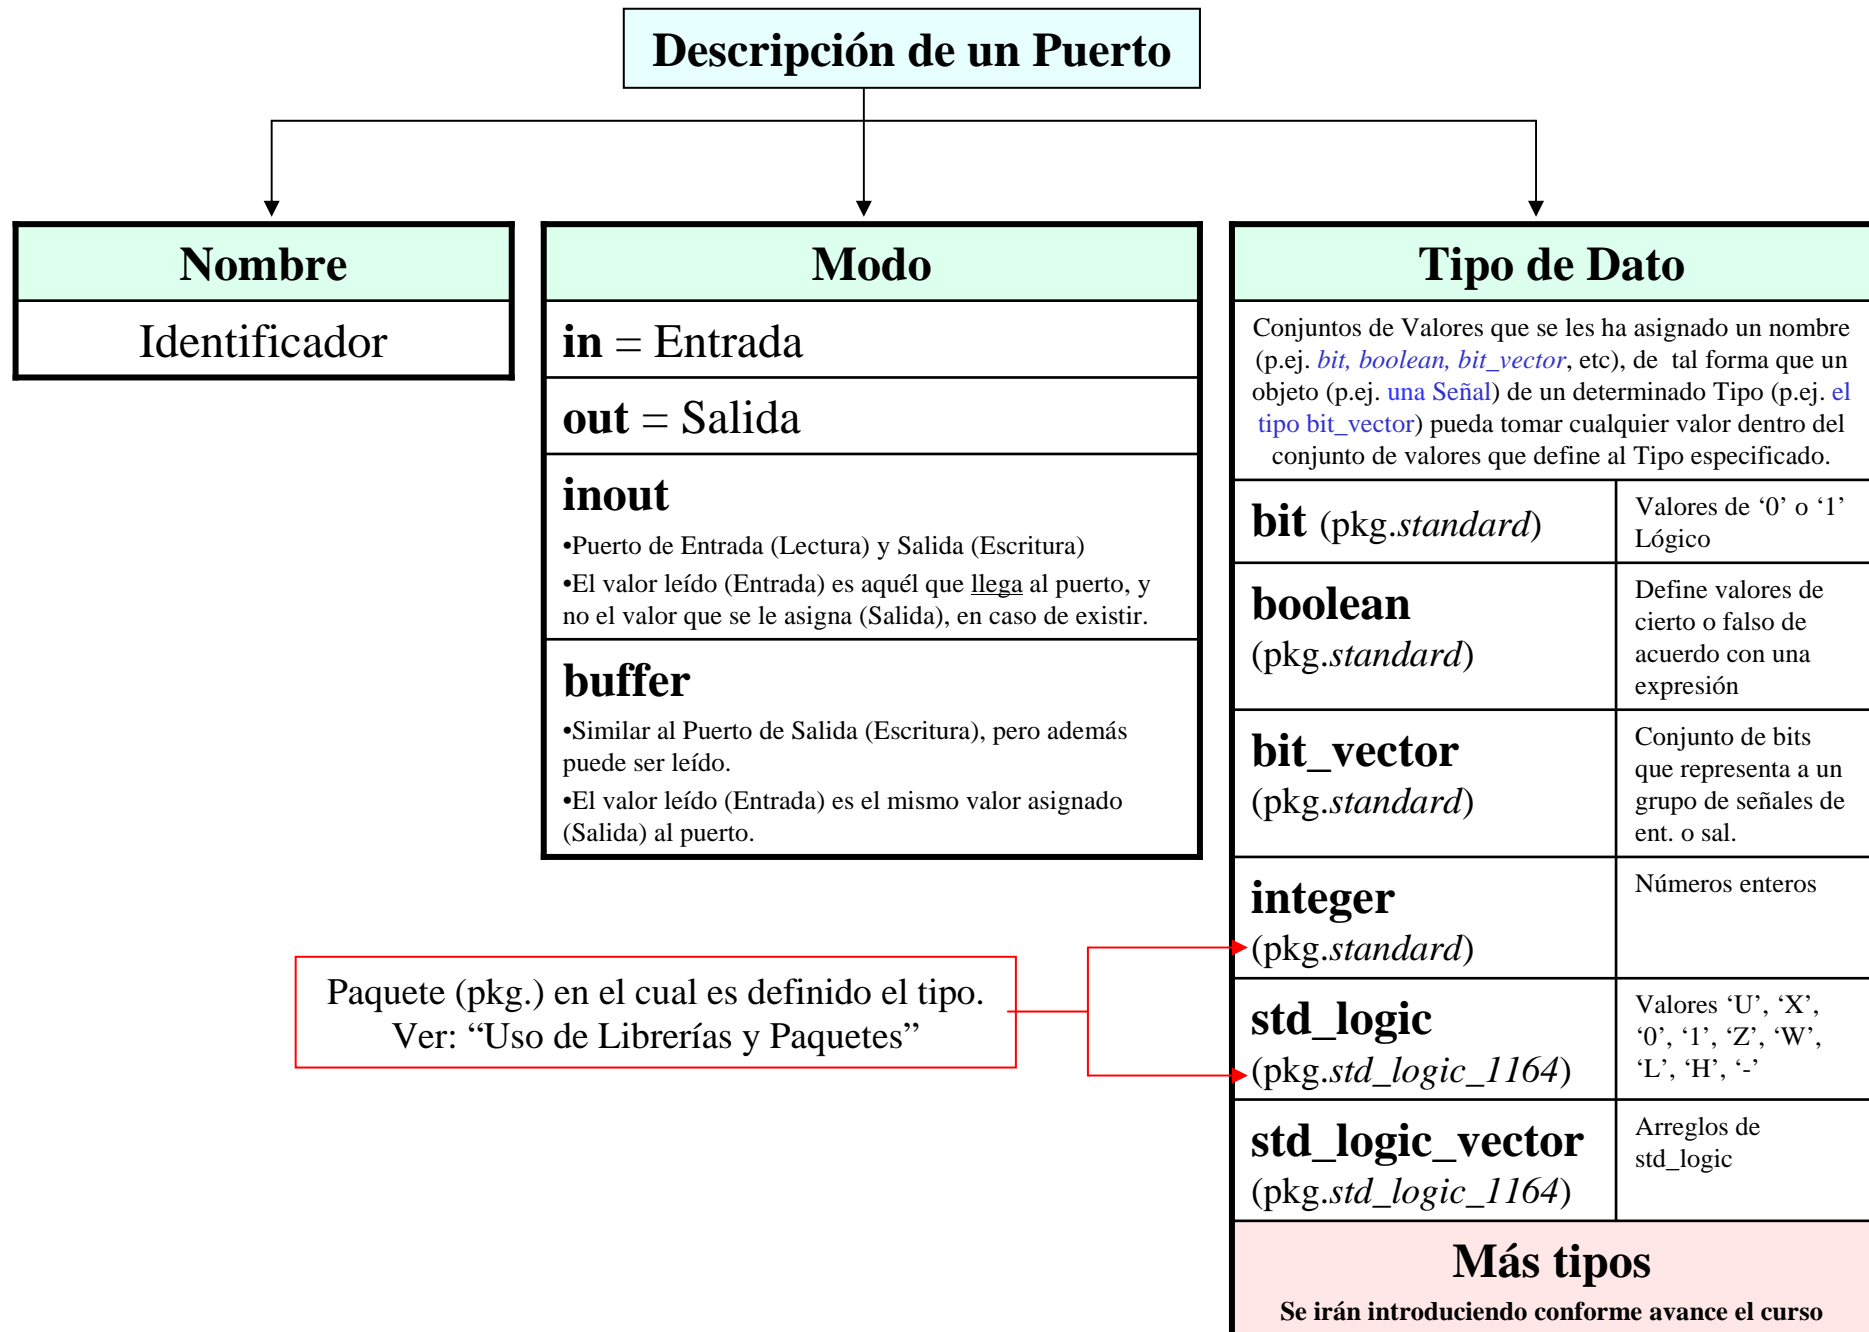 Descripción de un Puerto
Nombre
Identificador
Modo
in = Entrada
out = Salida
inout
•Puerto de Entrada (Lectura) y Salida (Escritura)
•El valor leído (Entrada) es aquél que llega al puerto, y
no el valor que se le asigna (Salida), en caso de existir.
buffer
•Similar al Puerto de Salida (Escritura), pero además
puede ser leído.
•El valor leído (Entrada) es el mismo valor asignado
(Salida) al puerto.
Tipo de Dato
Conjuntos de Valores que se les ha asignado un nombre
(p.ej. bit, boolean, bit_vector, etc), de tal forma que un
objeto (p.ej. una Señal) de un determinado Tipo (p.ej. el
tipo bit_vector) pueda tomar cualquier valor dentro del
conjunto de valores que define al Tipo especificado.
bit (pkg.standard)
Valores de ‘0’ o ‘1’
Lógico
boolean
(pkg.standard)
Define valores de
cierto o falso de
acuerdo con una
expresión
bit_vector
(pkg.standard)
Conjunto de bits
que representa a un
grupo de señales de
ent. o sal.
integer
(pkg.standard)
Números enteros
std_logic
(pkg.std_logic_1164)
Valores ‘U’, ‘X’,
‘0’, ‘1’, ‘Z’, ‘W’,
‘L’, ‘H’, ‘-’
std_logic_vector
(pkg.std_logic_1164)
Arreglos de
std_logic
Más tipos
Se irán introduciendo conforme avance el curso
Paquete (pkg.) en el cual es definido el tipo.
Ver: “Uso de Librerías y Paquetes”